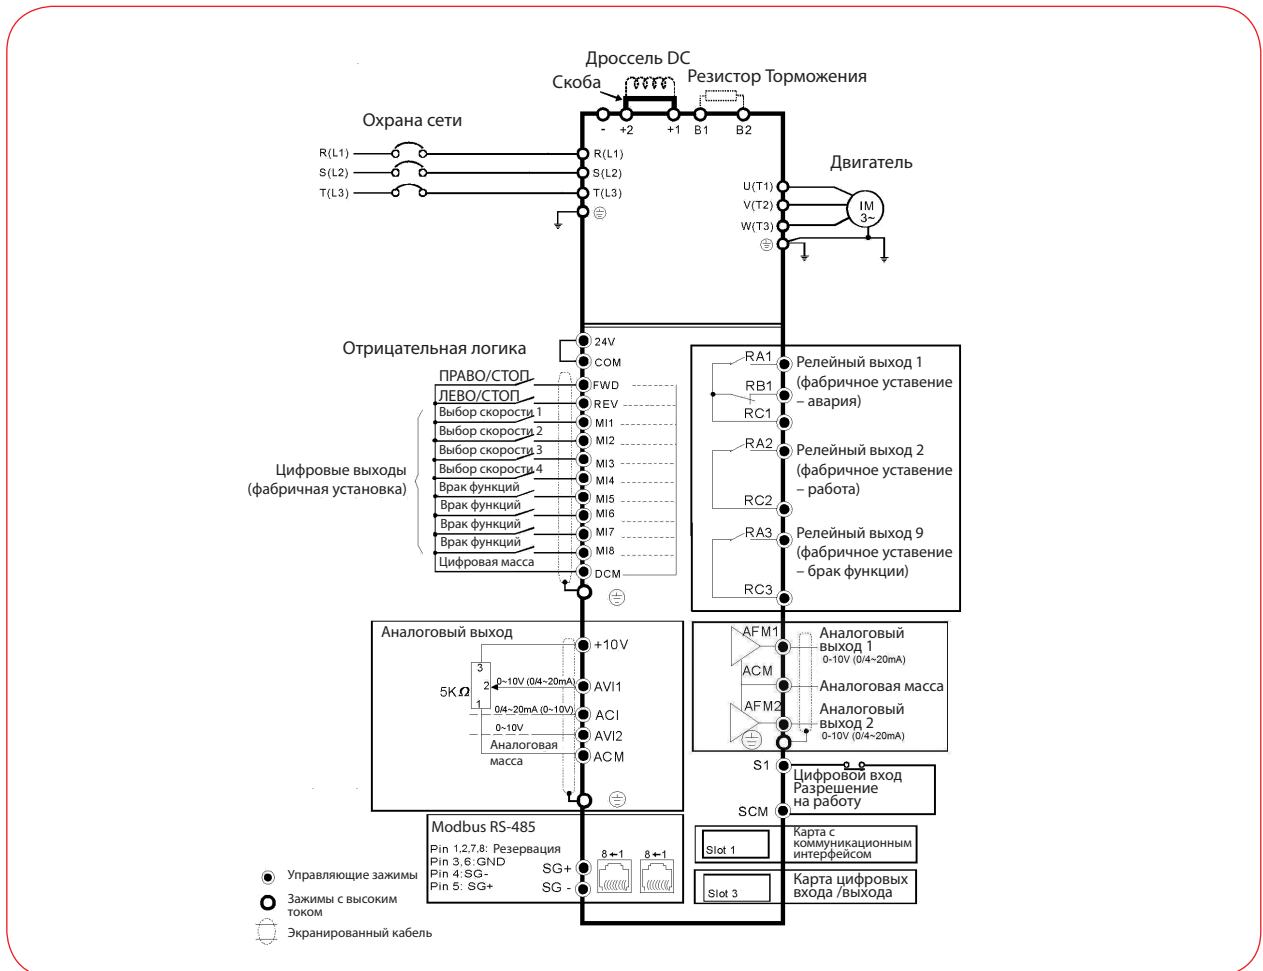 Дроссель DC
Скоба
Резистор Торможения
- +2 +1 B1 B2
Охрана сети
R(L1) R(L1)
S(L2) S(L2)
T(L3) T(L3)
Двигатель
U(T1)
V(T2)
W(T3)
IM
3~
Отрицательная логика
24V
COM
ПРАВО/СТОП FWD
ЛЕВО/СТОП REV
Выбор скорости 1 MI1
Выбор скорости 2 MI2
Выбор скорости 3 MI3
Выбор скорости 4 MI4
Врак функций MI5
Врак функций MI6
Врак функций MI7
Врак функций MI8
Цифровая масса DCM
Цифровые выходы
(фабричная установка)
RA1
RB1
RC1
Релейный выход 1
(фабричное уставение
– авария)
RA2
RC2
Релейный выход 2
(фабричное уставение
– работа)
RA3
RC3
Релейный выход 9
(фабричное уставение
– брак функции)
Аналоговый выход
+10V
3
5KΩ 2 0~10V (0/4~20mA) AVI1
1
0/4~20mA (0~10V) ACI
0~10V AVI2
Аналоговая
масса
ACM
AFM1
Аналоговый
выход 1
0-10V (0/4~20mA)
ACM
Аналоговая масса
AFM2
Аналоговый
выход 2
0-10V (0/4~20mA)
S1
Цифровой вход
Разрешение
на работу
SCM
Modbus RS-485
Pin 1,2,7,8: Резервация
Pin 3,6:GND
Pin 4:SG-
Pin 5: SG+
SG+
SG -
8←1 8←1
Slot 1
Карта с
коммуникационным
интерфейсом
Slot 3
Карта цифровых
входа /выхода
Управляющие зажимы
Зажимы с высоким
током
Экранированный кабель